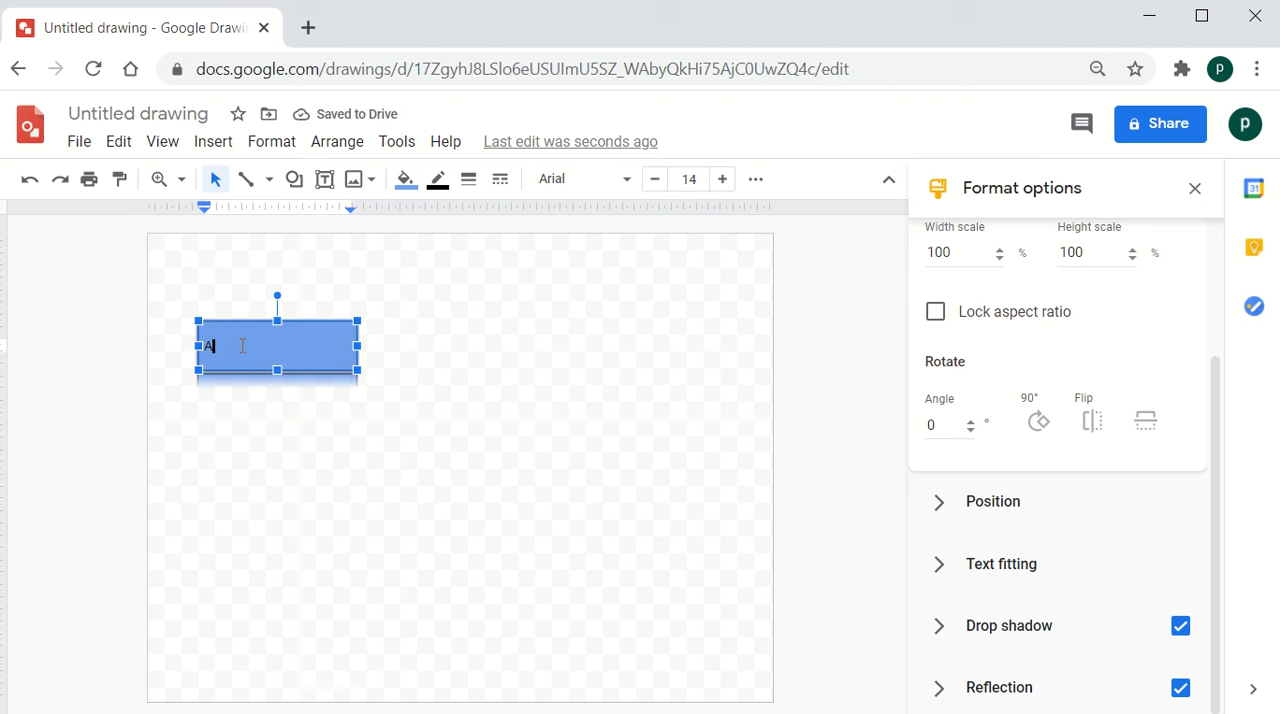 Untitled drawing - Google Drawi
docs.google.com/drawings/d/17ZgyhJ8LSlo6eUSUImU5SZ_WAbyQkHi75AjC0UwZQ4c/edit
p
Untitled drawing
Saved to Drive
File Edit View Insert Format Arrange Tools Help Last edit was seconds ago
Share
p
Arial
14
Format options
31
Width scale Height scale
100 % 100 %
Lock aspect ratio
Rotate
Angle 90° Flip
0 °
A
Position
Text fitting
Drop shadow
Reflection